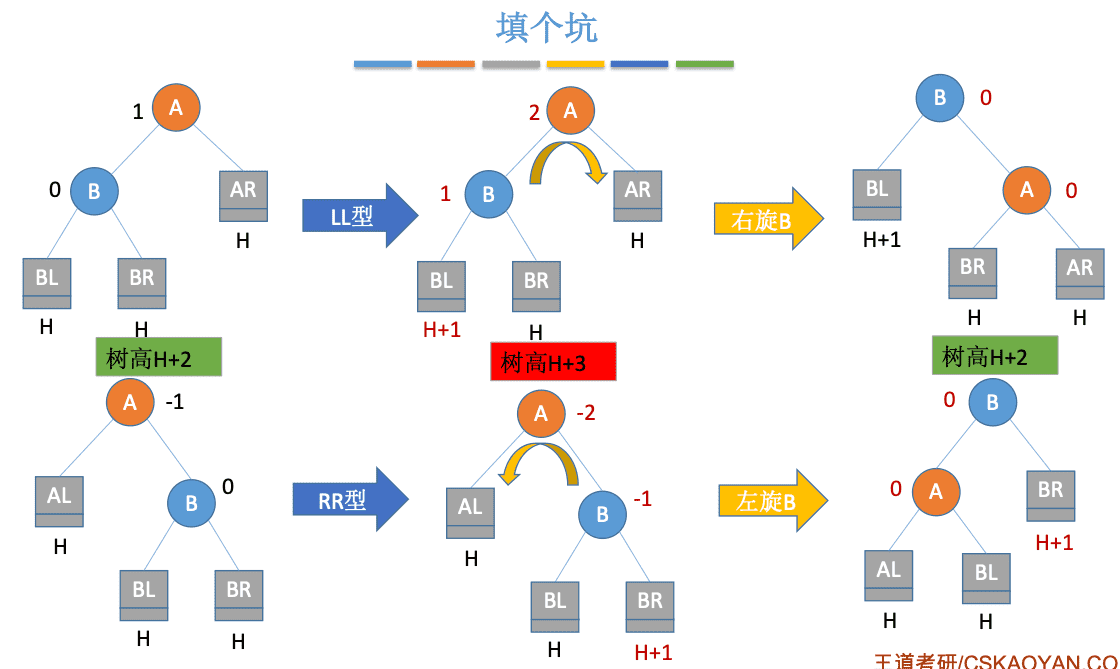 填个坑
1 A
2 A
B 0
0 B
AR
H
LL型
1 B
AR
H
右旋B
BL
H+1
A 0
BL
H
BR
H
BL
H+1
BR
H
BR
H
AR
H
树高H+2
树高H+3
树高H+2
A -1
A -2
0 B
AL
H
B 0
RR型
AL
H
B -1
左旋B
0 A
BR
H+1
BL
H
BR
H
BL
H
BR
H+1
AL
H
BL
H
王道考研/CSKAOYAN.CO